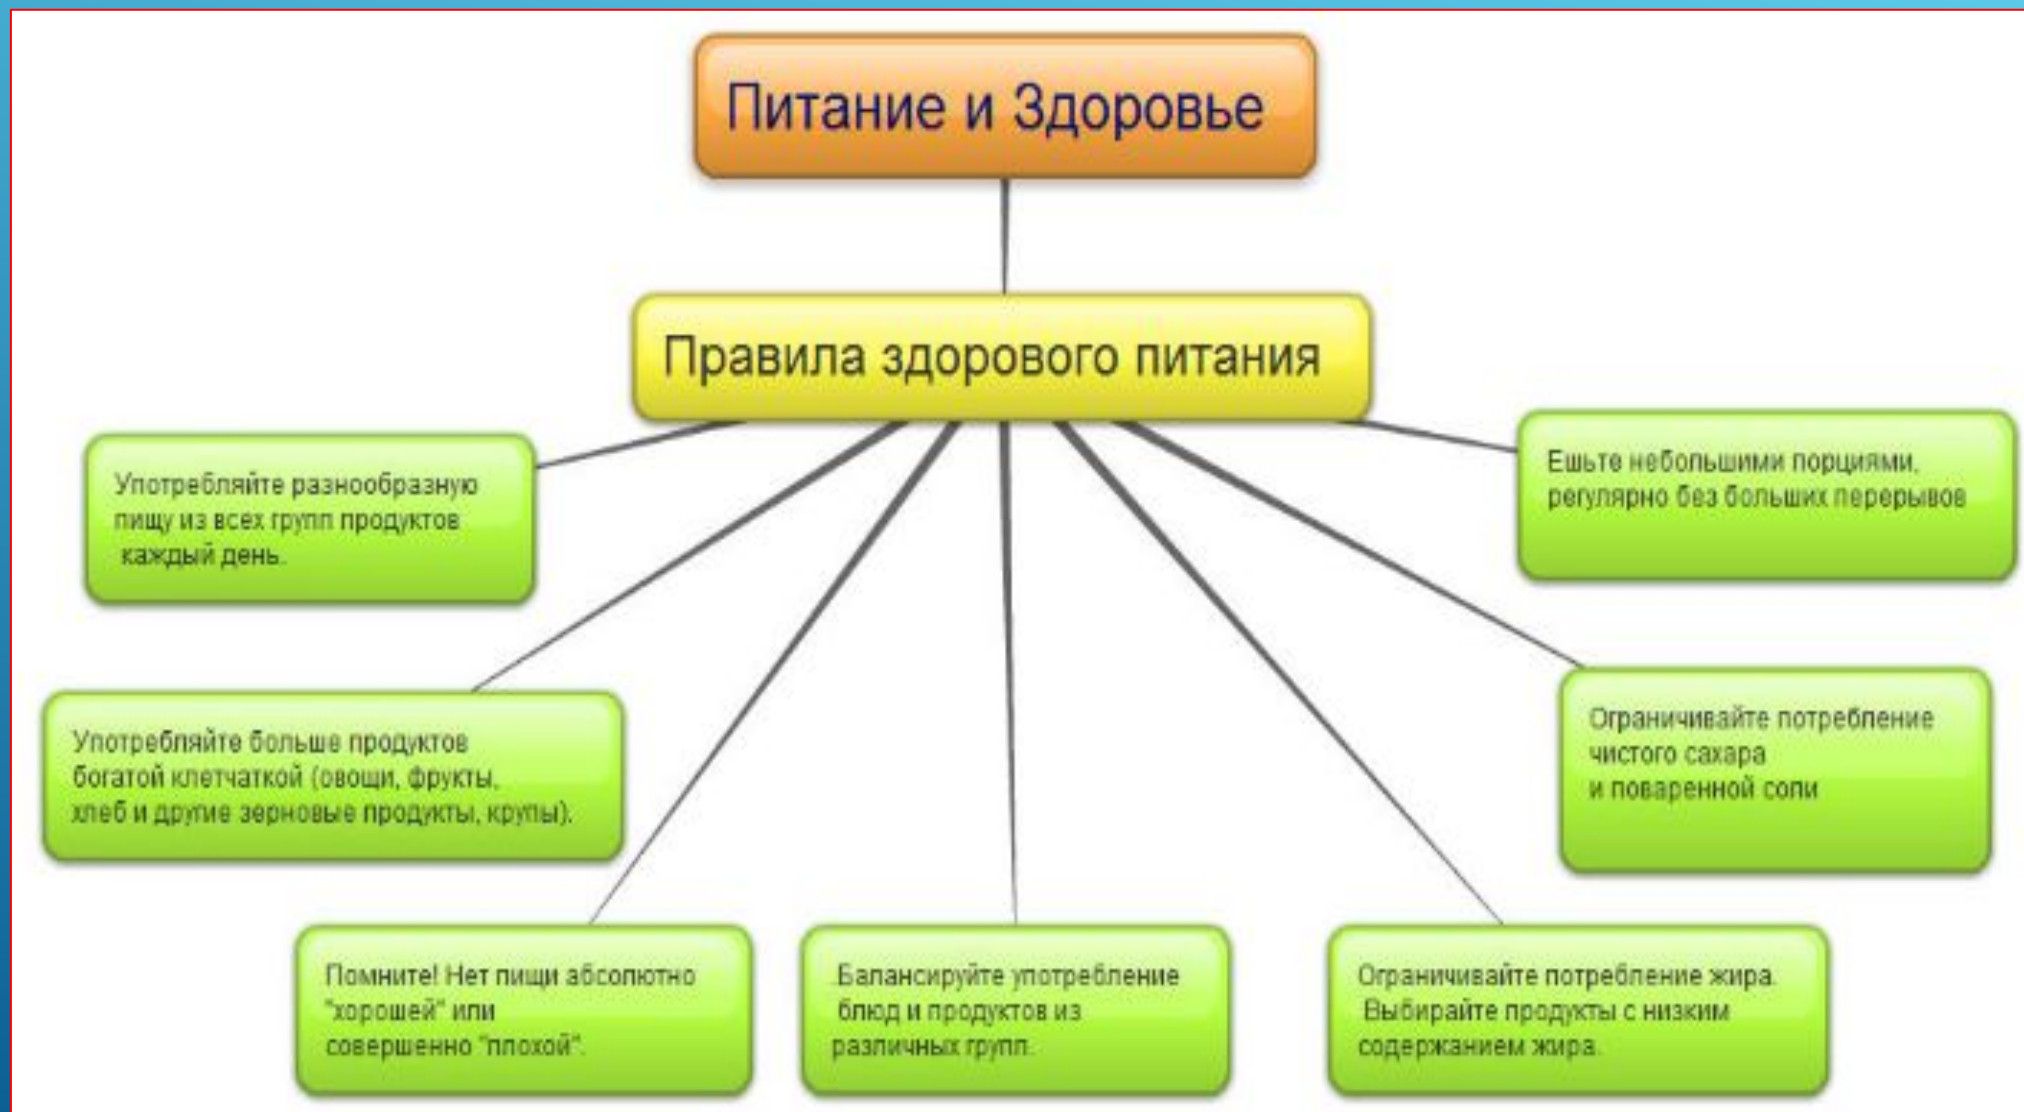 Питание и Здоровье
Правила здорового питания
Употребляйте разнообразную
пищу из всех групп продуктов
каждый день.
Употребляйте больше продуктов
богатой клетчаткой (овощи, фрукты,
хлеб и другие зерновые продукты, крупы).
Помните! Нет пищи абсолютно
"хорошей" или
совершенно "плохой".
.Балансируйте употребление
блюд и продуктов из
различных групп.
Ограничивайте потребление жира.
Выбирайте продукты с низким
содержанием жира.
Ограничивайте потребление
чистого сахара
и поваренной соли
Ешьте небольшими порциями,
регулярно без больших перерывов